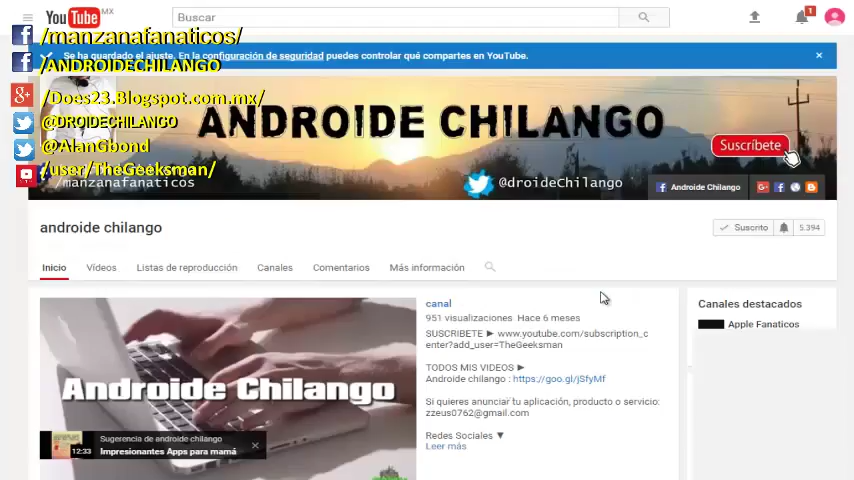 YouTube MX
Buscar
1
/manzanafanaticos/
Se ha guardado el ajuste. En la configuración de seguridad puedes controlar qué compartes en YouTube.
/ANDROIDECHILANGO
/Does23.Blogspot.com.mx/
@DROIDECHILANGO
@AlanGbond
/user/TheGeeksman/
ANDROIDE CHILANGO
Suscríbete
/manzanafanaticos
@droideChilango
Androide Chilango
androide chilango
Suscrito 5.394
Inicio Vídeos Listas de reproducción Canales Comentarios Más información
canal
951 visualizaciones Hace 6 meses
SUSCRIBETE ► www.youtube.com/subscription_c
enter?add_user=TheGeeksman
TODOS MIS VIDEOS ►
Androide chilango : https://goo.gl/jSfyMf
Si quieres anunciar tu aplicación, producto o servicio:
zzeus0762@gmail.com
Redes Sociales ▼
Leer más
Canales destacados
Apple Fanaticos
Androide Chilango
Sugerencia de androide chilango
Impresionantes Apps para mamá
12:33